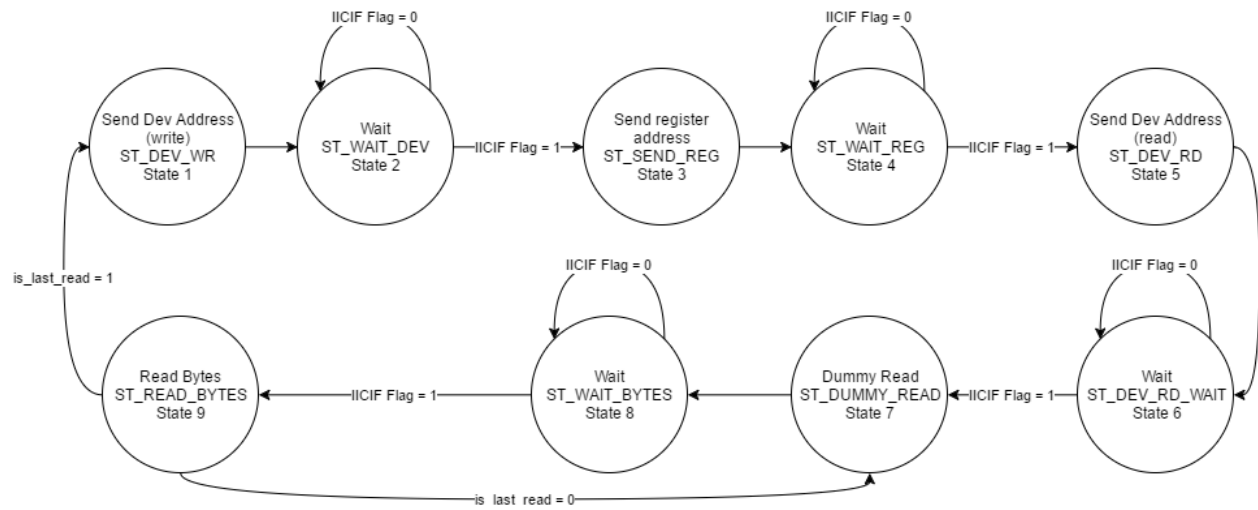 IICIF Flag = 0
IICIF Flag = 0
Send Dev Address
(write)
ST_DEV_WR
State 1
Wait
ST_WAIT_DEV
State 2
IICIF Flag = 1
Send register
address
ST_SEND_REG
State 3
Wait
ST_WAIT_REG
State 4
IICIF Flag = 1
Send Dev Address
(read)
ST_DEV_RD
State 5
is_last_read = 1
IICIF Flag = 0
IICIF Flag = 0
Read Bytes
ST_READ_BYTES
State 9
IICIF Flag = 1
Wait
ST_WAIT_BYTES
State 8
Dummy Read
ST_DUMMY_READ
State 7
IICIF Flag = 1
Wait
ST_DEV_RD_WAIT
State 6
is_last_read = 0